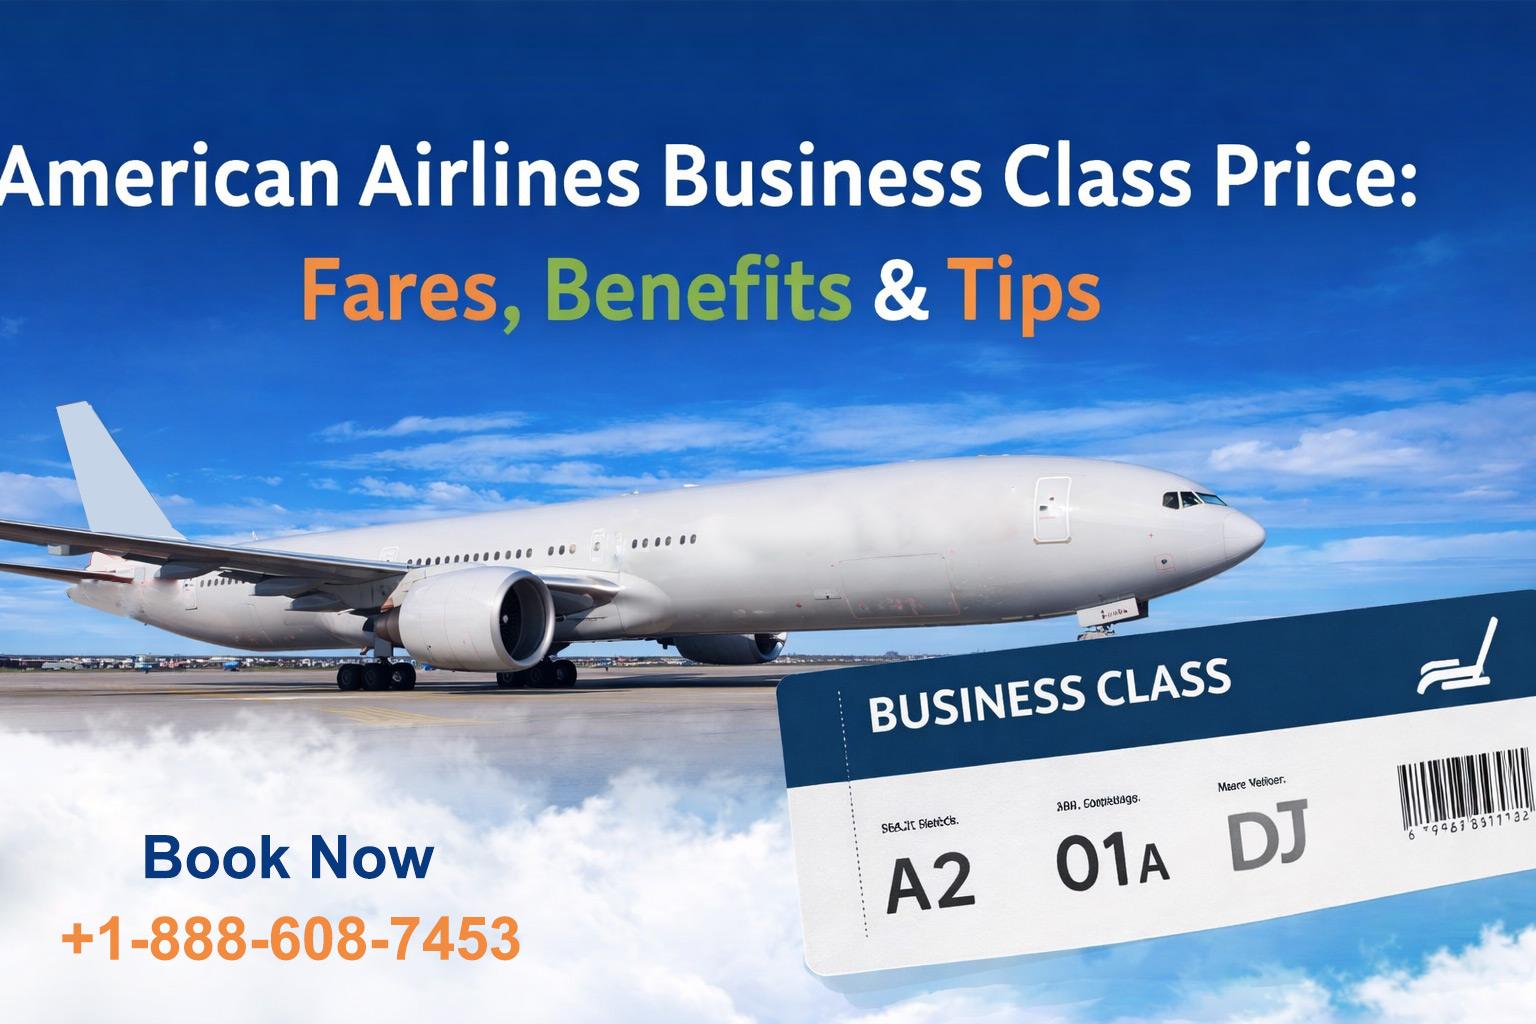 American Airlines Business Class Price:
Fares, Benefits & Tips
BUSINESS CLASS
A2
01A
DJ
Book Now
+1-888-608-7453